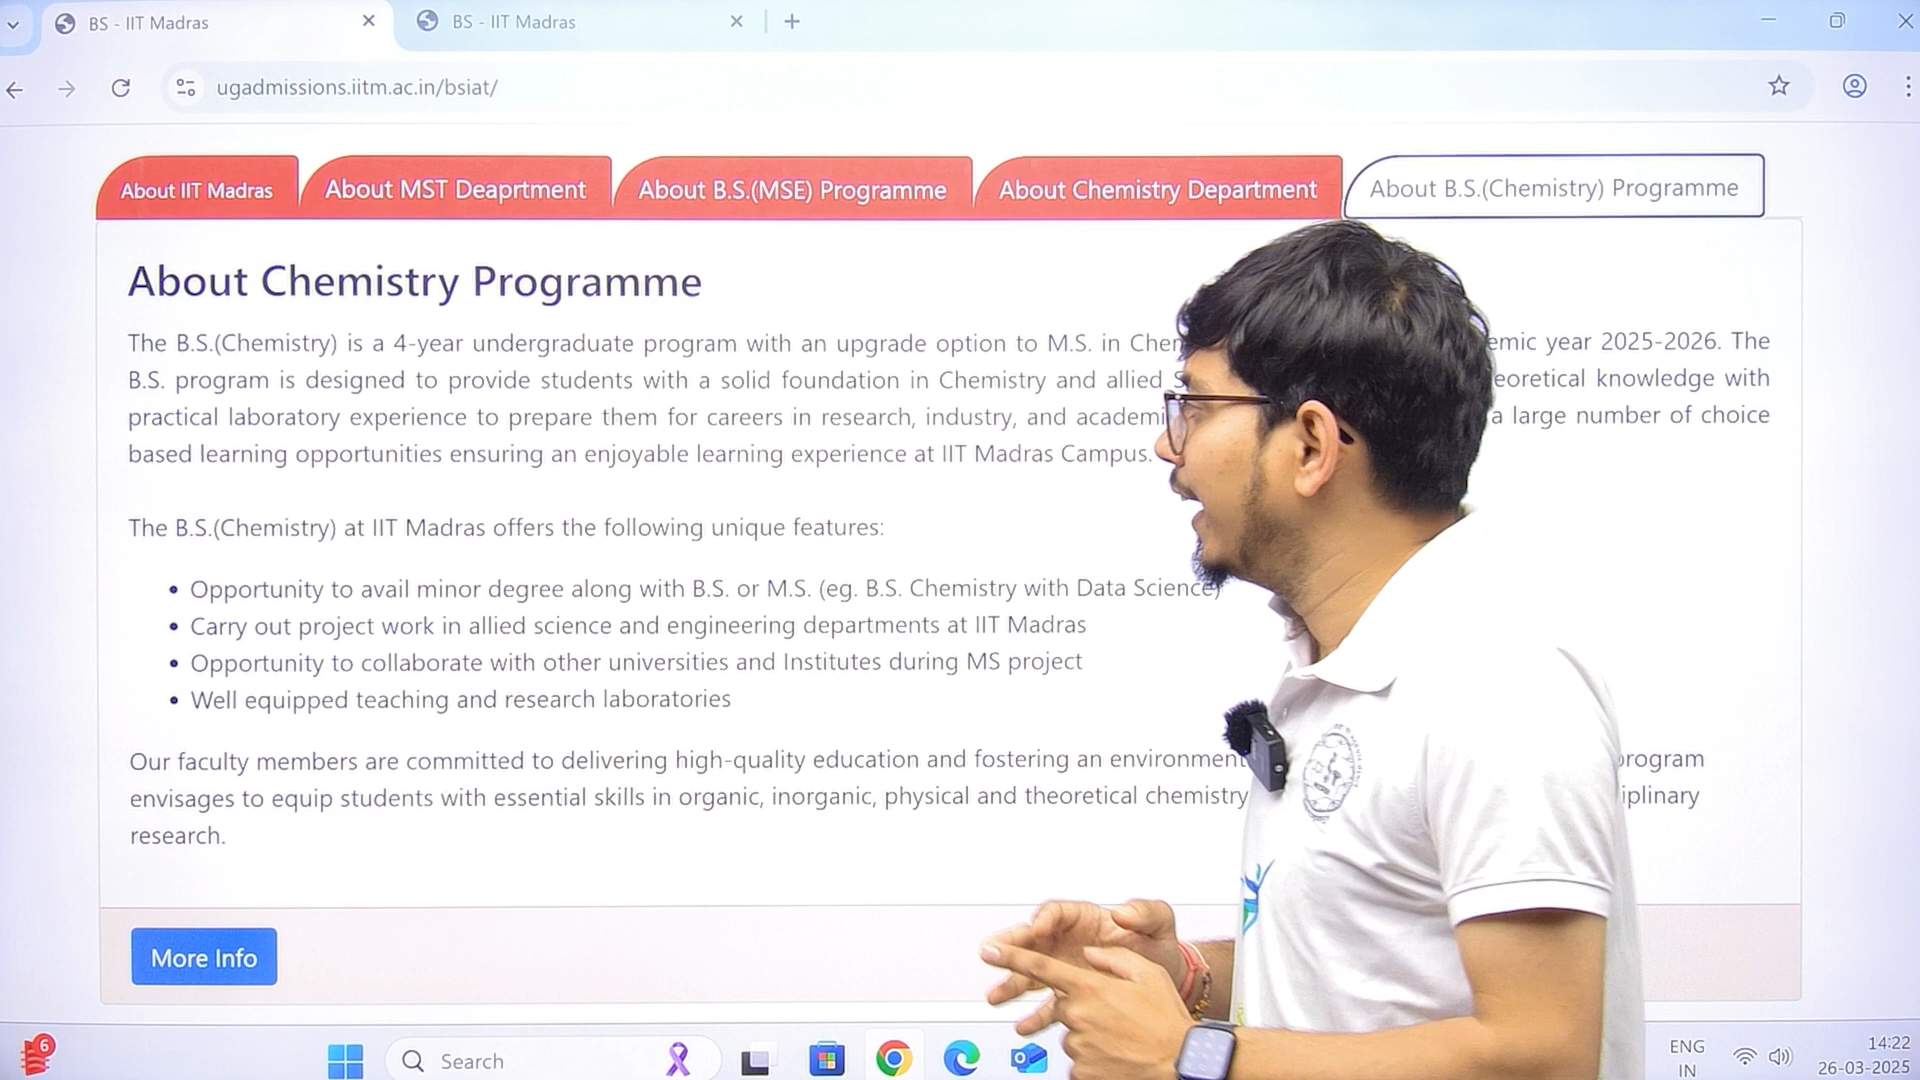 BS - IIT Madras
BS - IIT Madras
ugadmissions.iitm.ac.in/bsiat/
About IIT Madras
About MST Deaprtment
About B.S.(MSE) Programme
About Chemistry Department
About B.S.(Chemistry) Programme
About Chemistry Programme
The B.S.(Chemistry) is a 4-year undergraduate program with an upgrade option to M.S. in year 2025-2026. The
B.S. program is designed to provide students with a solid foundation in Chemistry and allied knowledge with
practical laboratory experience to prepare them for careers in research, industry, and a large number of choice
based learning opportunities ensuring an enjoyable learning experience at IIT Madras Campus.
The B.S.(Chemistry) at IIT Madras offers the following unique features:
• Opportunity to avail minor degree along with B.S. or M.S. (eg. B.S. Chemistry with Data Science)
• Carry out project work in allied science and engineering departments at IIT Madras
• Opportunity to collaborate with other universities and Institutes during MS project
• Well equipped teaching and research laboratories
Our faculty members are committed to delivering high-quality education and fostering an environment program
envisages to equip students with essential skills in organic, inorganic, physical and theoretical chemistry
research.
More Info
6
Search
ENG
IN
14:22
26-03-2025